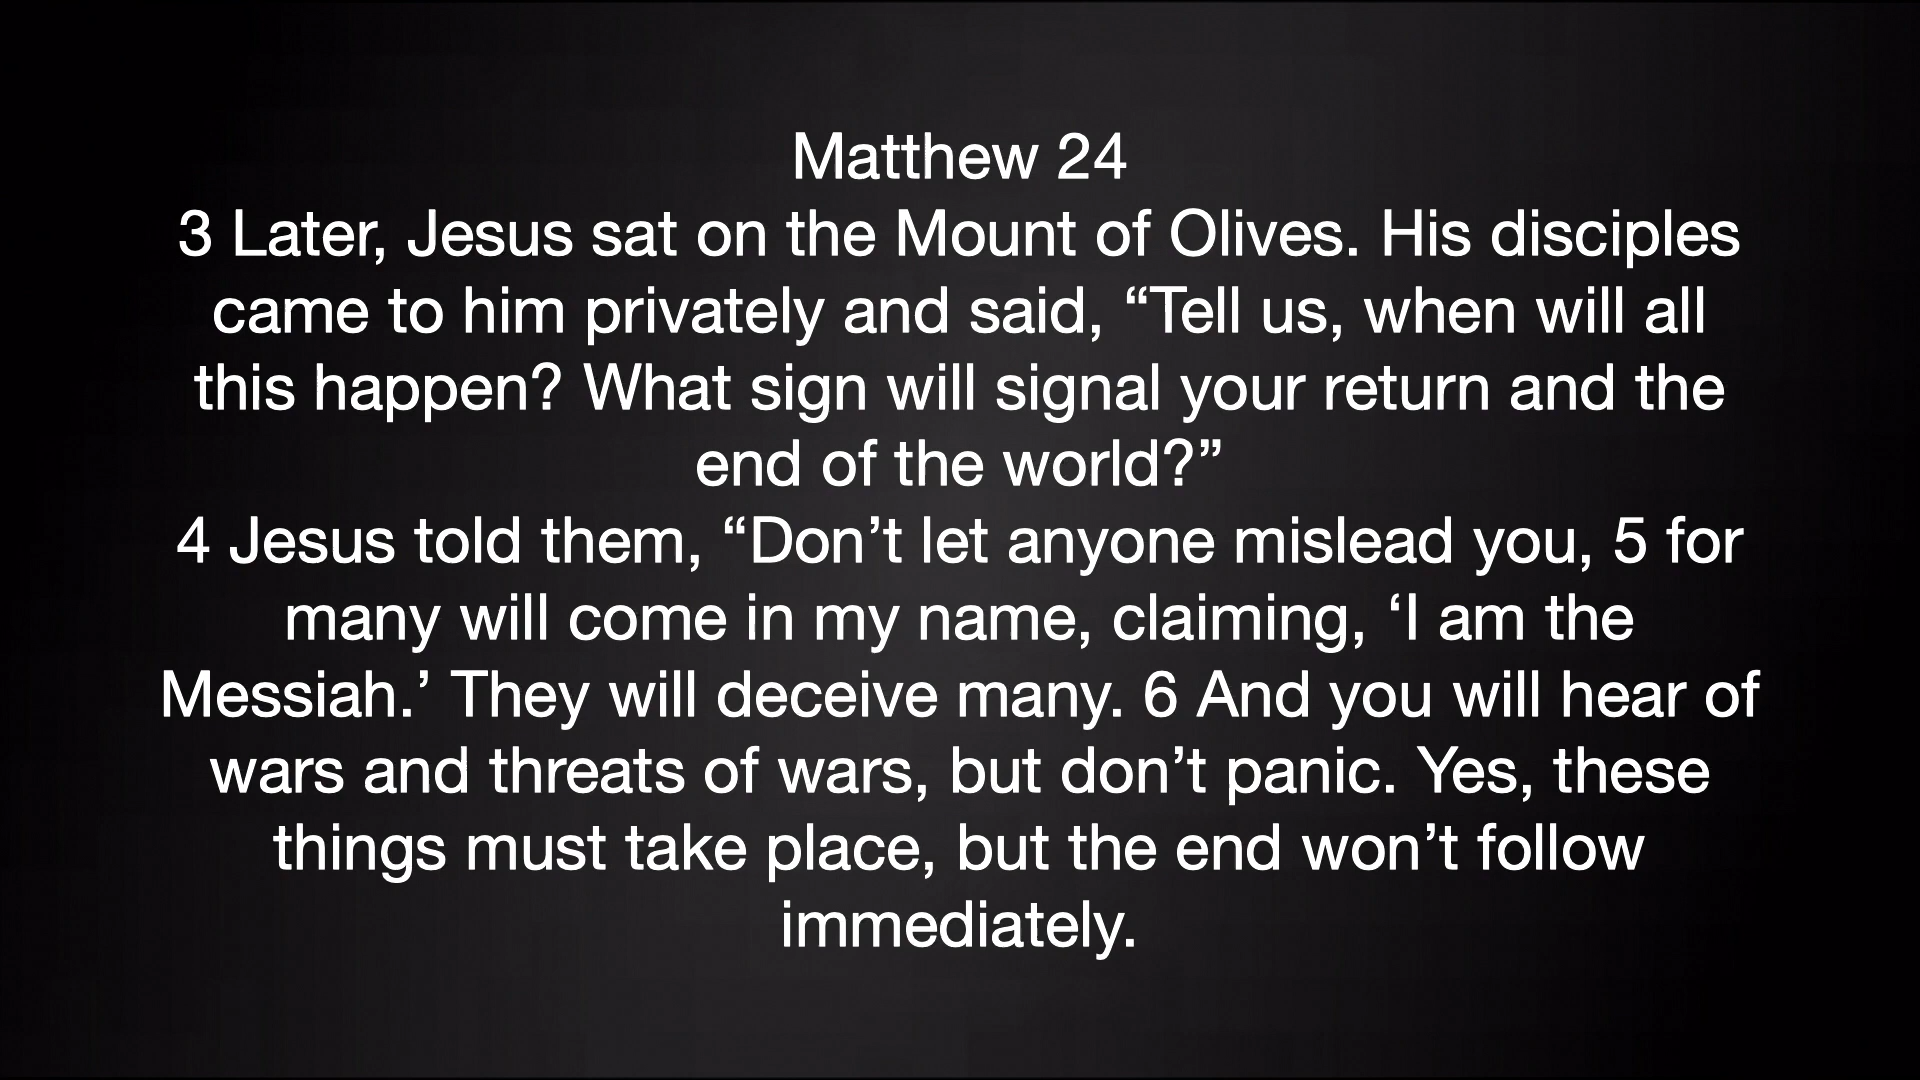 Matthew 24
3 Later, Jesus sat on the Mount of Olives. His disciples
came to him privately and said, “Tell us, when will all
this happen? What sign will signal your return and the
end of the world?”
4 Jesus told them, “Don’t let anyone mislead you, 5 for
many will come in my name, claiming, ‘I am the
Messiah.’ They will deceive many. 6 And you will hear of
wars and threats of wars, but don’t panic. Yes, these
things must take place, but the end won’t follow
immediately.